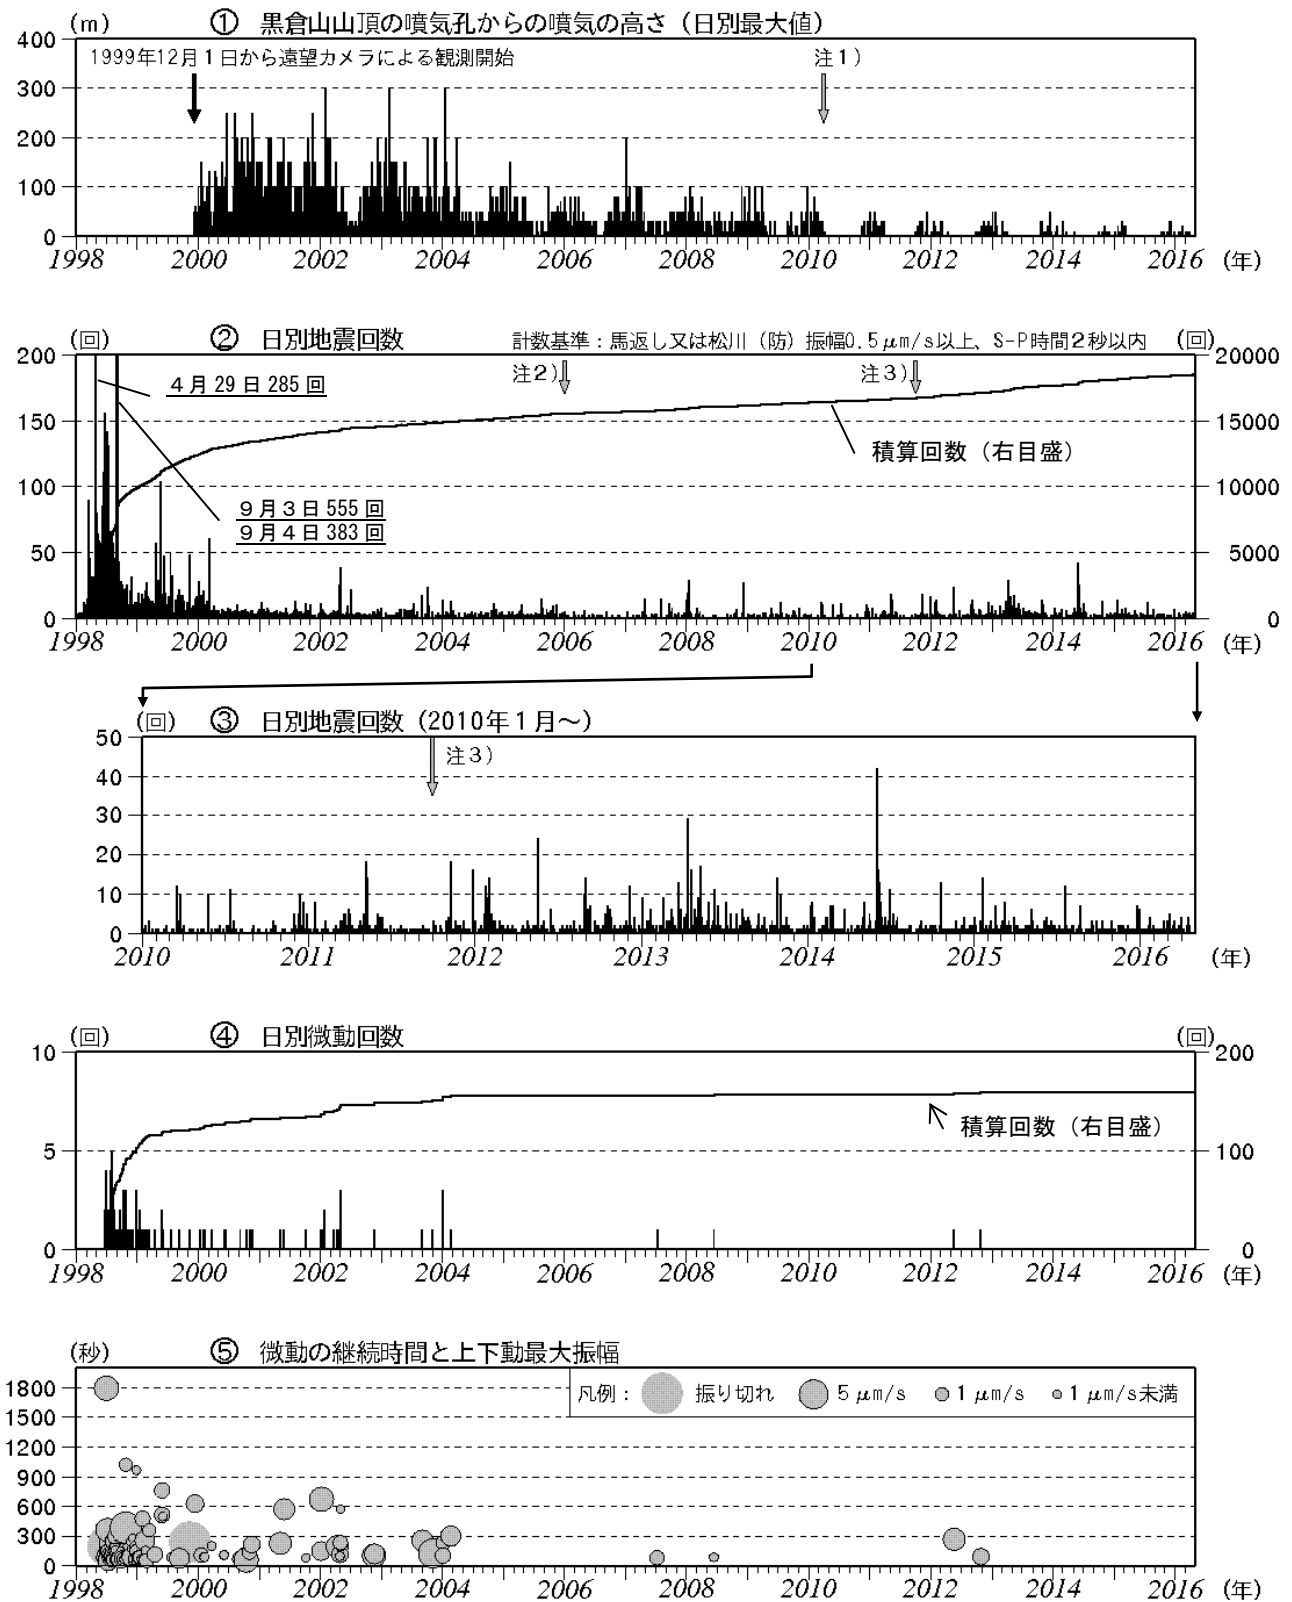 (m) ① 黒倉山山頂の噴気孔からの噴気の高さ（日別最大値）
400
1999年12月1日から遠望カメラによる観測開始 注1）
300
200
100
0
1998 2000 2002 2004 2006 2008 2010 2012 2014 2016 (年)
(回) ② 日別地震回数 計数基準：馬返し又は松川（防）振幅0.5μm/s以上、S-P時間2秒以内 (回)
200 20000
注2） 注3）
4月29日285回
150 15000
積算回数（右目盛）
100 10000
9月3日555回
9月4日383回
50 5000
0 0
1998 2000 2002 2004 2006 2008 2010 2012 2014 2016 (年)
(回) ③ 日別地震回数（2010年1月～）
50
注3）
40
30
20
10
0
2010 2011 2012 2013 2014 2015 2016 (年)
(回) ④ 日別微動回数 (回)
10 200
積算回数（右目盛）
5 100
0 0
1998 2000 2002 2004 2006 2008 2010 2012 2014 2016 (年)
(秒) ⑤ 微動の継続時間と上下動最大振幅
1800 凡例： 振り切れ 5μm/s 1μm/s 1μm/s未満
1500
1200
900
600
300
0
1998 2000 2002 2004 2006 2008 2010 2012 2014 2016 (年)